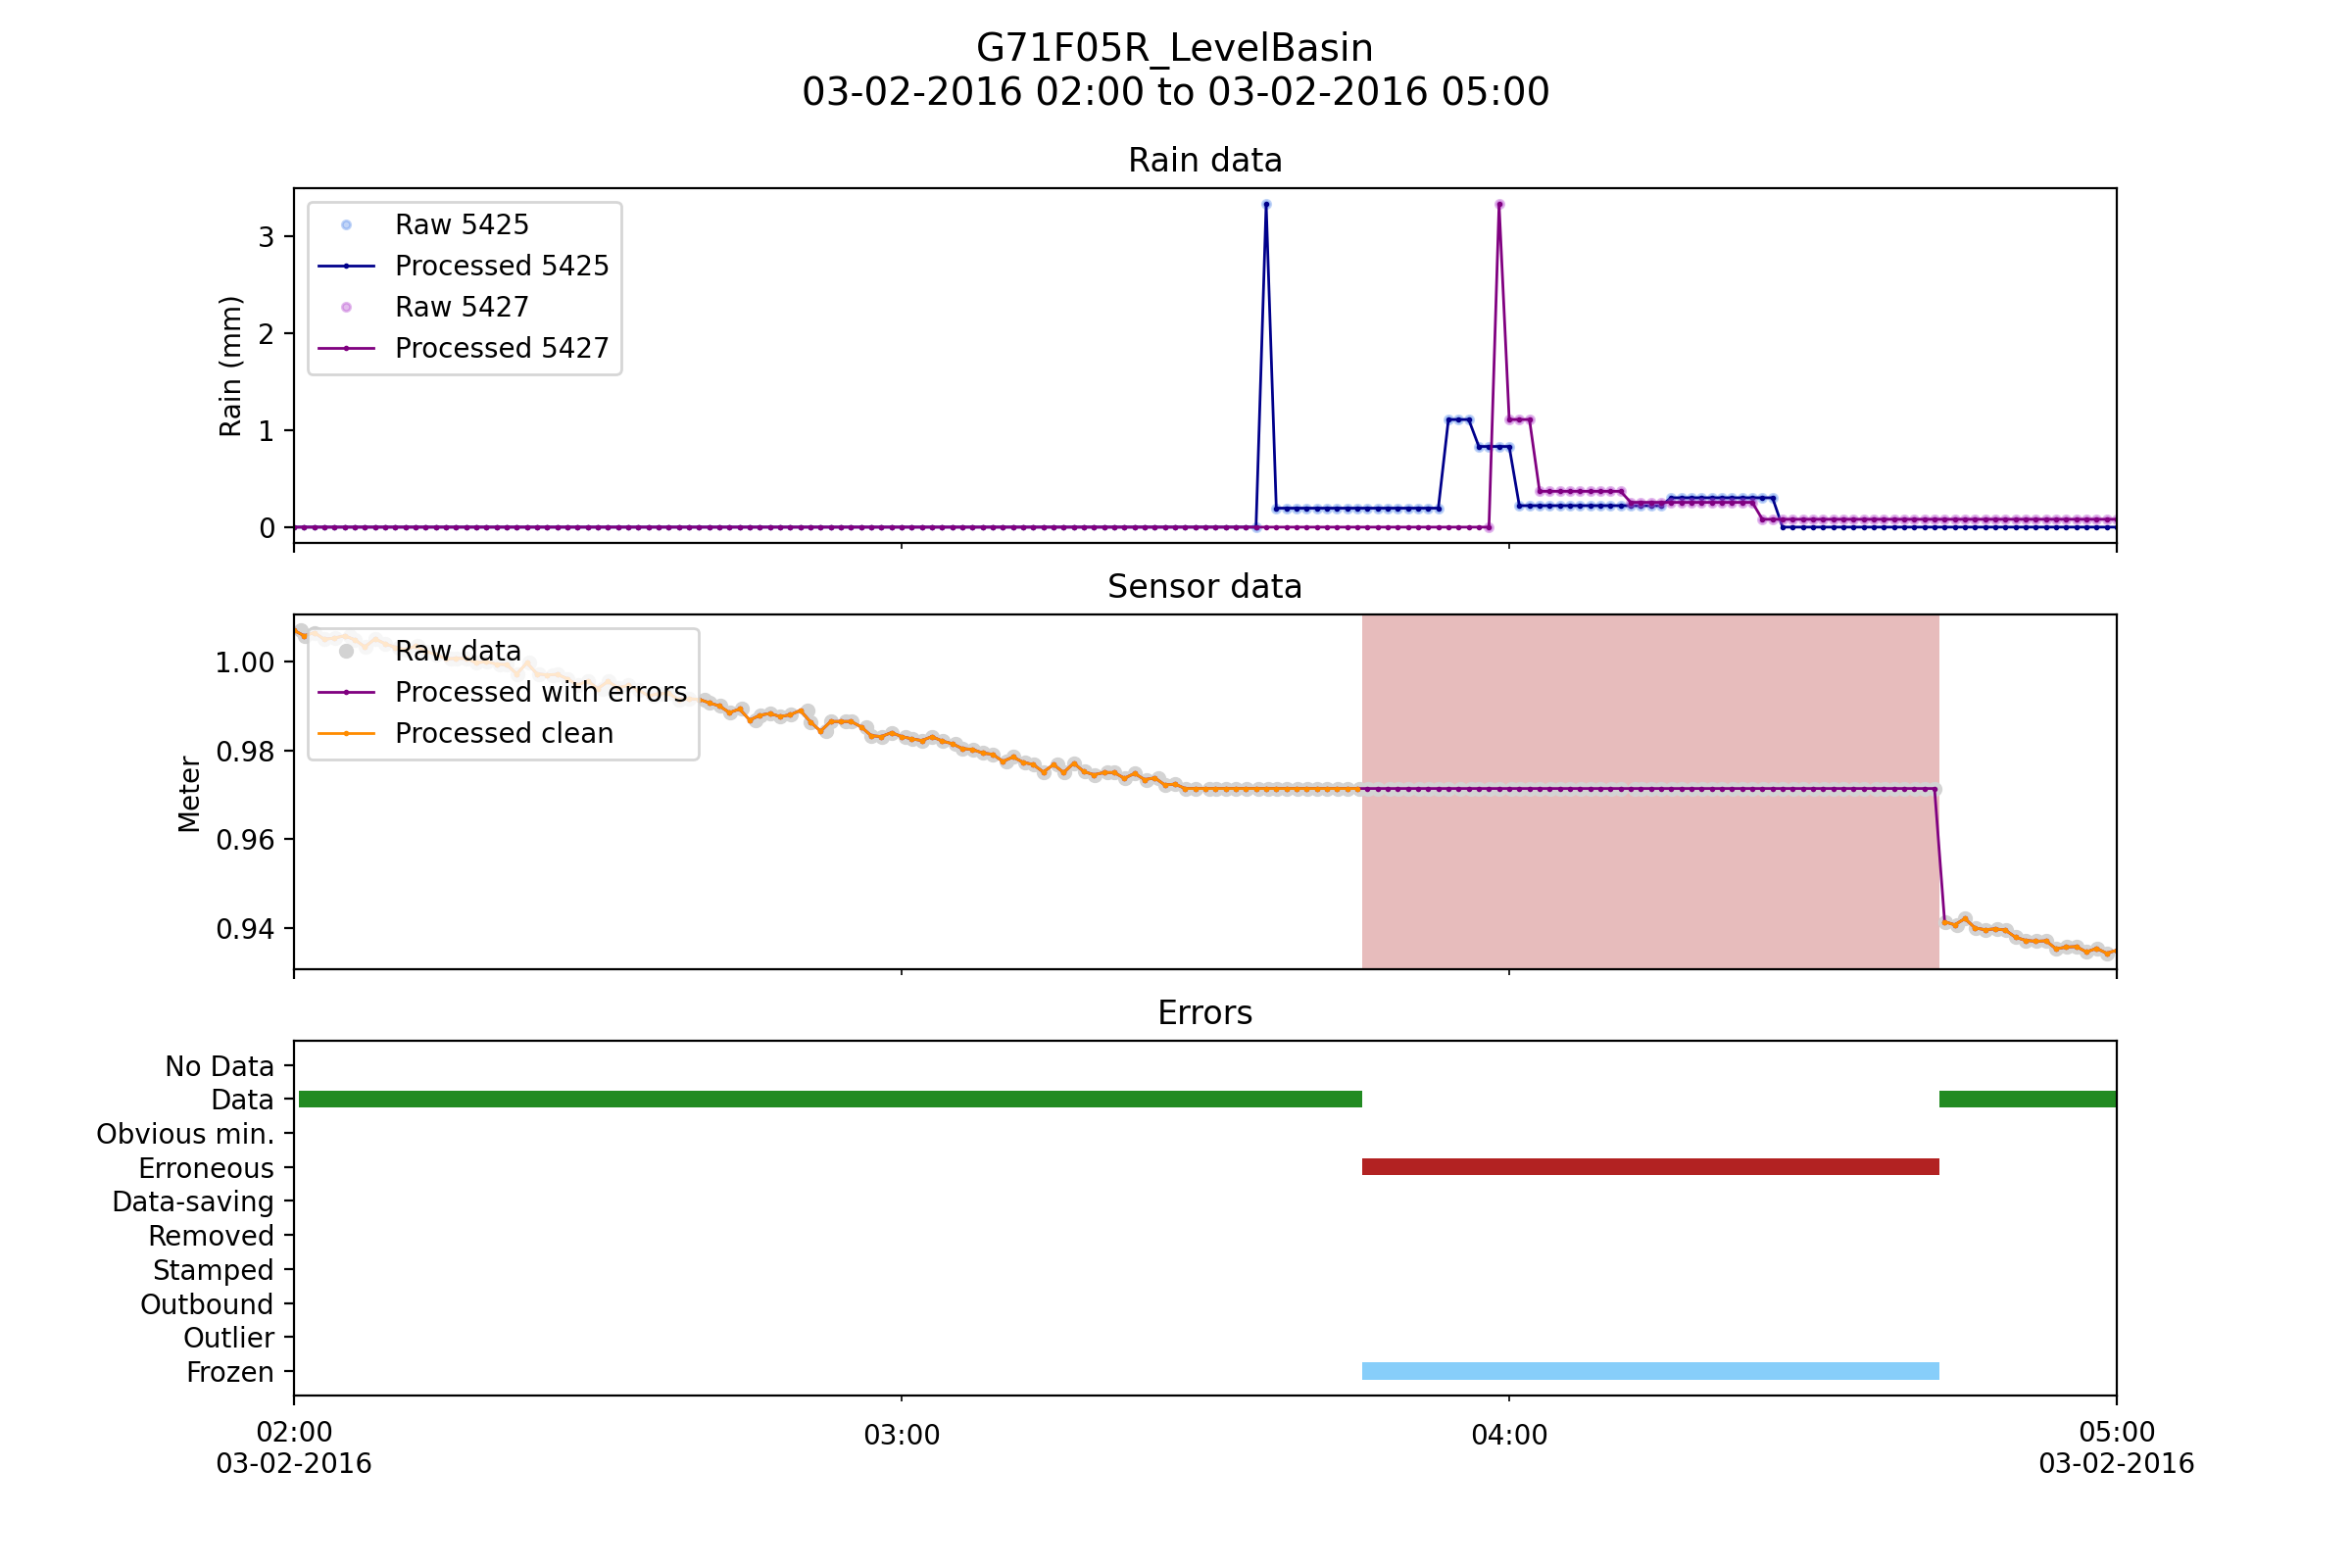 G71F05R_LevelBasin
03-02-2016 02:00 to 03-02-2016 05:00
Rain data
Rain (mm)
3
2
1
0
Raw 5425
Processed 5425
Raw 5427
Processed 5427
Sensor data
Meter
1.00
0.98
0.96
0.94
Raw data
Processed with errors
Processed clean
Errors
No Data
Data
Obvious min.
Erroneous
Data-saving
Removed
Stamped
Outbound
Outlier
Frozen
02:00
03-02-2016
03:00
04:00
05:00
03-02-2016